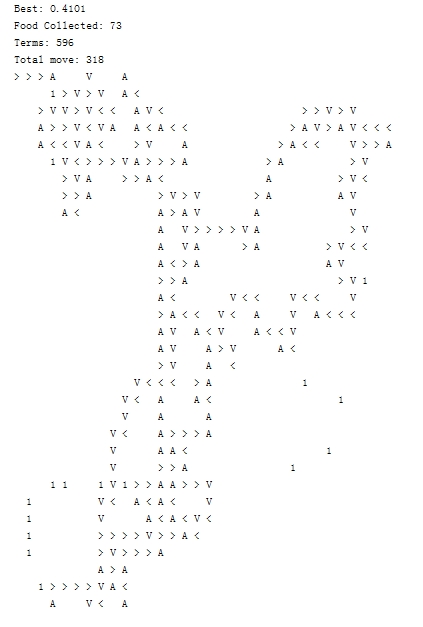 Best: 0.4101
Food Collected: 73
Terms: 596
Total move: 318
> > > A V A
1 > V > V A <
> V V > V < < A V < > > V > V
A > > V < V A A < A < < > A V > A V < < <
A < < V A < > V A > A < < V > > A
1 V < > > > V A > > > A > A > V
> V A > > A < A > V <
> > A > V > V > A A V
A < A > A V A V
A V > > > > V A > V
A V A > A > V < <
A < > A A V
> > A > V 1
A < V < < V < < V
> A < < V < A V A < < <
A V A < V A < < V
A V A > V A <
> V A <
V < < < > A 1
V < A A < 1
V A A
V < A > > > A
V A A < 1
V > > A 1
1 1 1 V 1 > > A A > > V
1 V < A < A < V
1 V A < A < V <
1 > > > > V > > A <
1 > V > > > A
A > A
1 > > > > V A <
A V < A